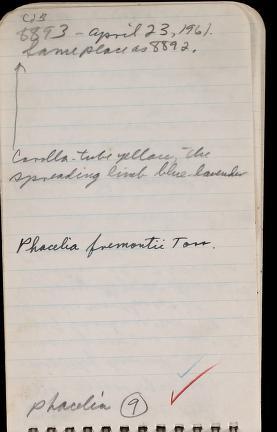 CJB
8893 - April 23, 1961.
Same place as 8892.
Corolla-tube yellow, the
spreading limb blue-lavender
Phacelia fremontii Torr.
phacelia 9